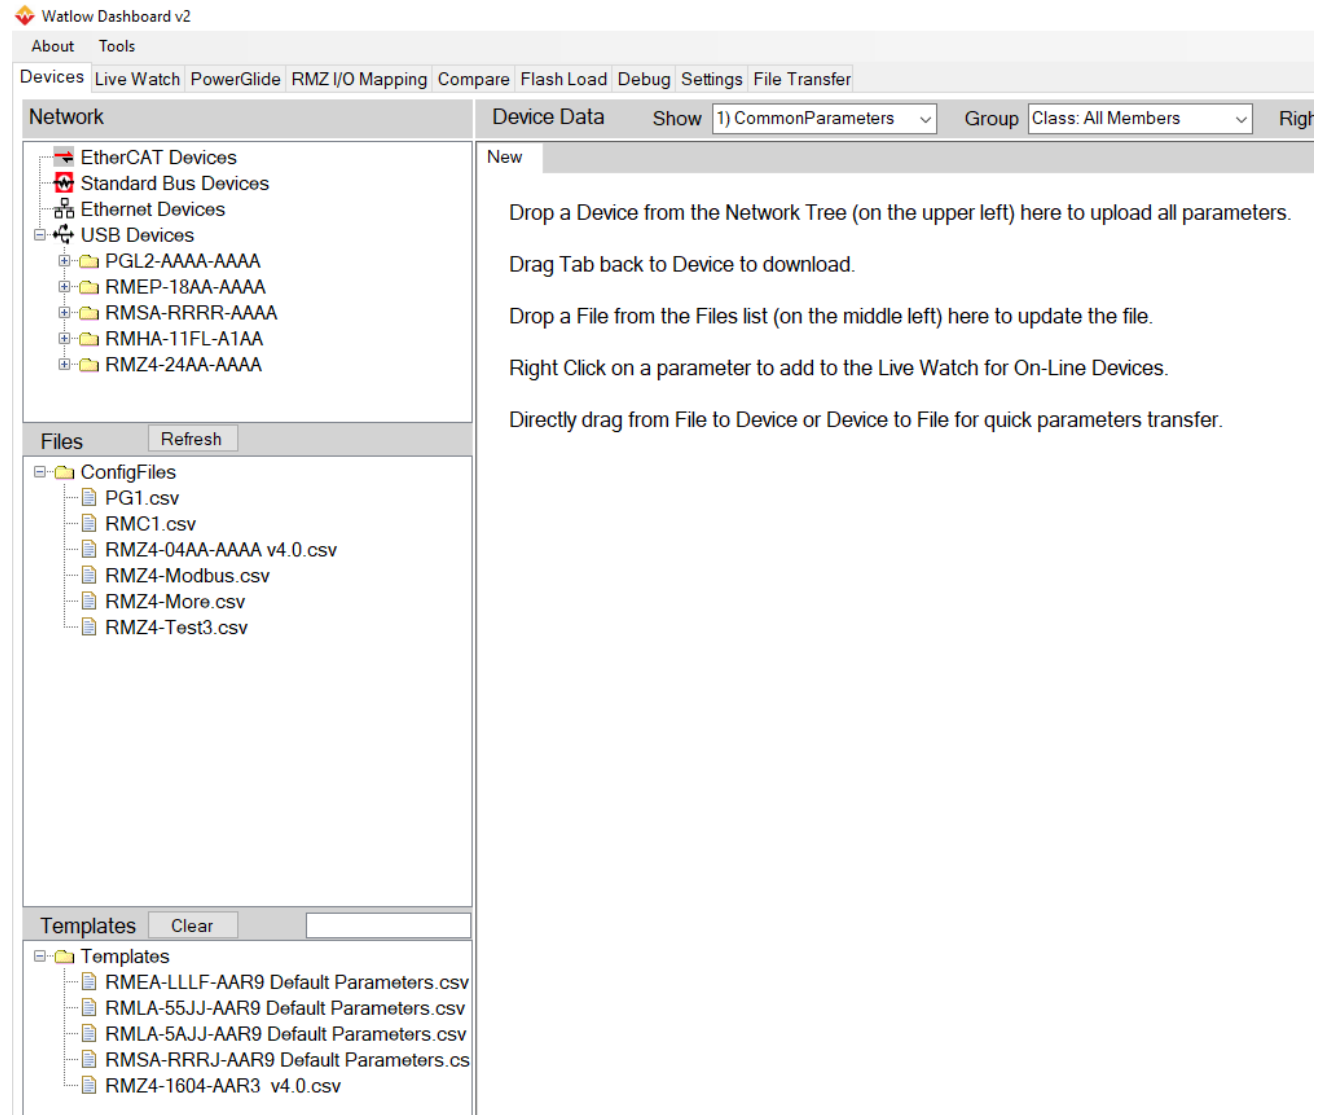 Watlow Dashboard v2
About Tools
Devices Live Watch PowerGlide RMZ I/O Mapping Compare Flash Load Debug Settings File Transfer
Network
Device Data Show 1) CommonParameters Group Class: All Members Righ
EtherCAT Devices
Standard Bus Devices
Ethernet Devices
USB Devices
PGL2-AAAA-AAAA
RMEP-18AA-AAAA
RMSA-RRRR-AAAA
RMHA-11FL-A1AA
RMZ4-24AA-AAAA
New
Drop a Device from the Network Tree (on the upper left) here to upload all parameters.
Drag Tab back to Device to download.
Drop a File from the Files list (on the middle left) here to update the file.
Right Click on a parameter to add to the Live Watch for On-Line Devices.
Directly drag from File to Device or Device to File for quick parameters transfer.
Files Refresh
ConfigFiles
PG1.csv
RMC1.csv
RMZ4-04AA-AAAA v4.0.csv
RMZ4-Modbus.csv
RMZ4-More.csv
RMZ4-Test3.csv
Templates Clear
Templates
RMEA-LLLF-AAR9 Default Parameters.csv
RMLA-55JJ-AAR9 Default Parameters.csv
RMLA-5AJJ-AAR9 Default Parameters.csv
RMSA-RRRJ-AAR9 Default Parameters.cs
RMZ4-1604-AAR3 v4.0.csv